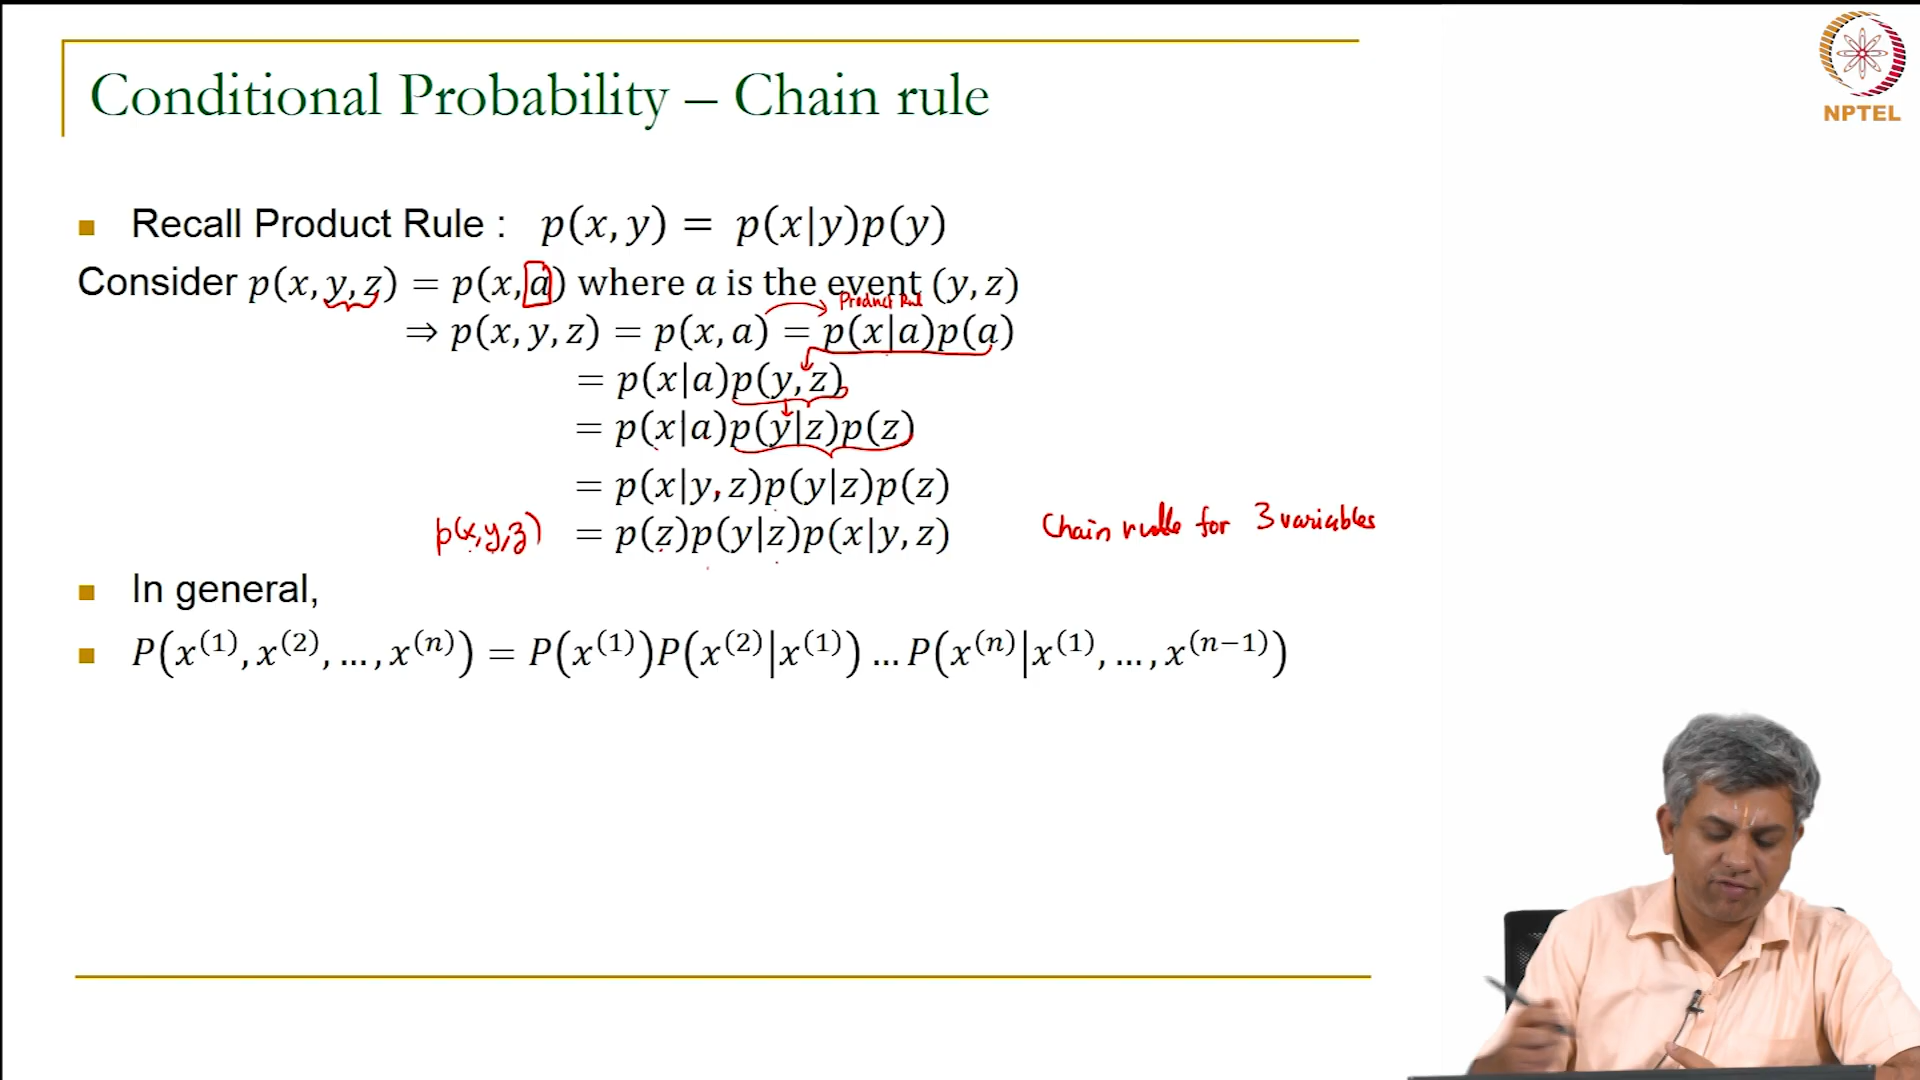 Conditional Probability – Chain rule
NPTEL
Recall Product Rule : p(x, y) = p(x|y)p(y)
Consider p(x, y, z) = p(x, a) where a is the event (y, z)
Product Rul
⇒ p(x, y, z) = p(x, a) = p(x|a)p(a)
= p(x|a)p(y, z)
= p(x|a)p(y|z)p(z)
= p(x|y, z)p(y|z)p(z)
p(x,y,z) = p(z)p(y|z)p(x|y, z) Chain rule for 3 variables
In general,
P(x⁽¹⁾, x⁽²⁾, … , x⁽ⁿ⁾) = P(x⁽¹⁾)P(x⁽²⁾|x⁽¹⁾) … P(x⁽ⁿ⁾|x⁽¹⁾, … , x⁽ⁿ⁻¹⁾)